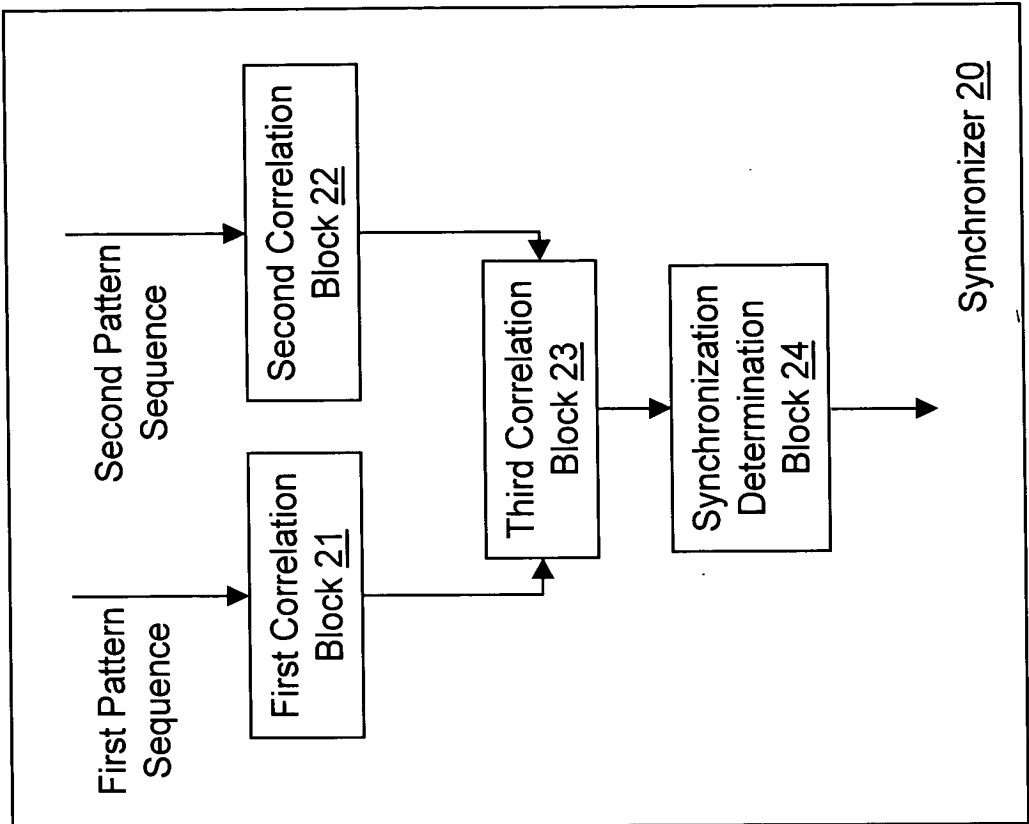 First Pattern
Sequence
Second Pattern
Sequence
First Correlation
Block 21
Second Correlation
Block 22
Third Correlation
Block 23
Synchronization
Determination
Block 24
Synchronizer 20